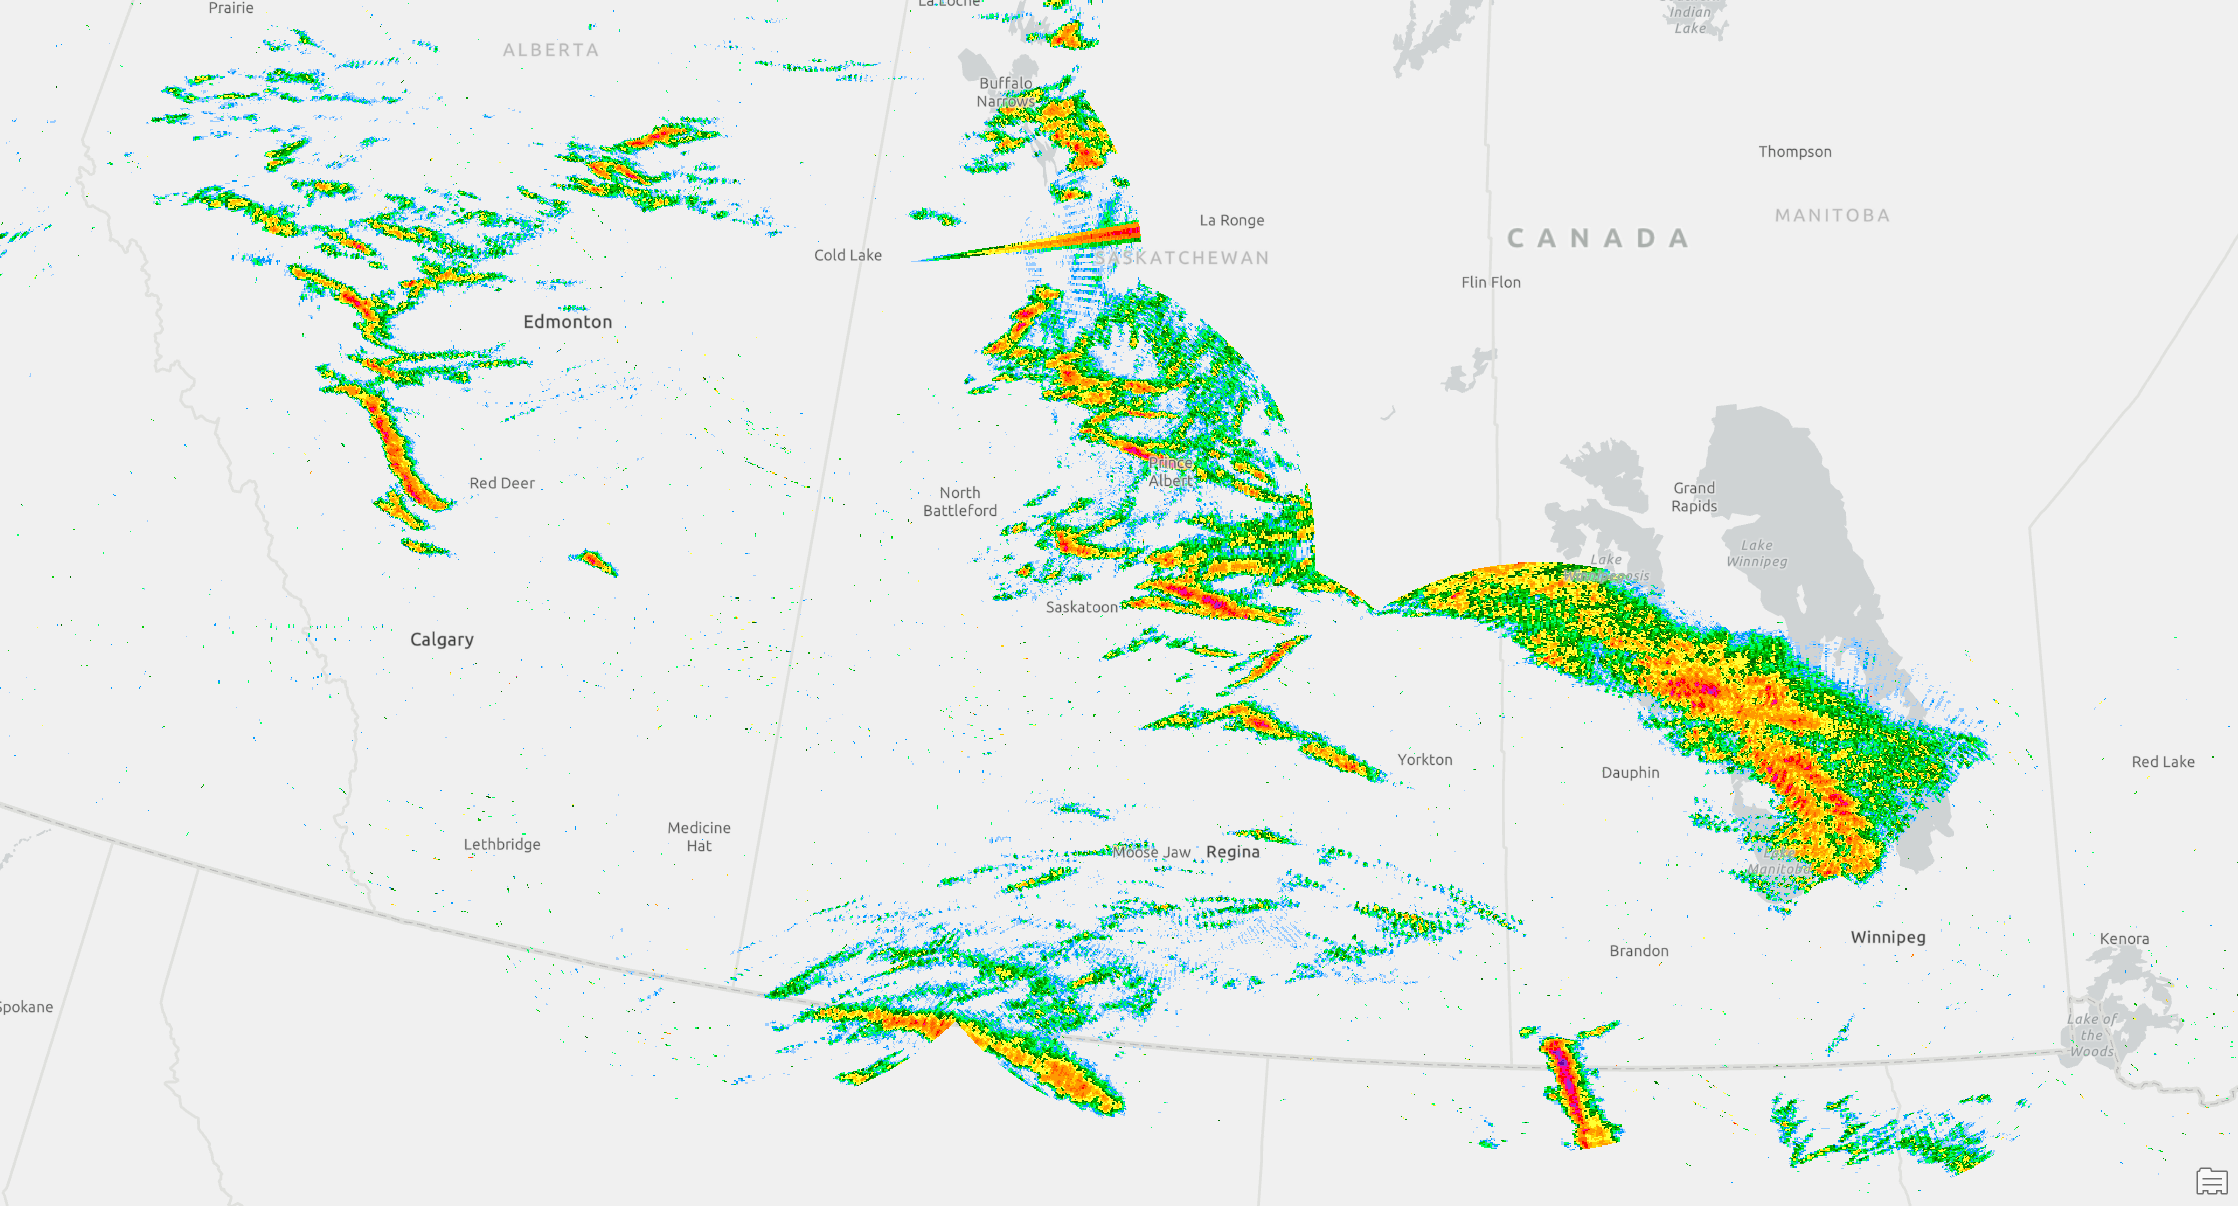 Prairie
La Loche
Indian
Lake
ALBERTA
Buffalo
Narrows
Thompson
MANITOBA
La Ronge
CANADA
Cold Lake
SASKATCHEWAN
Flin Flon
Edmonton
Prince
Albert
Red Deer
North
Battleford
Grand
Rapids
Lake
Winnipeg
Lake
Calgary
Saskatoon
Yorkton
Dauphin
Red Lake
Lethbridge
Medicine
Hat
Moose Jaw
Regina
Lake
Manitoba
Brandon
Winnipeg
Kenora
Spokane
Lake of
the
Woods